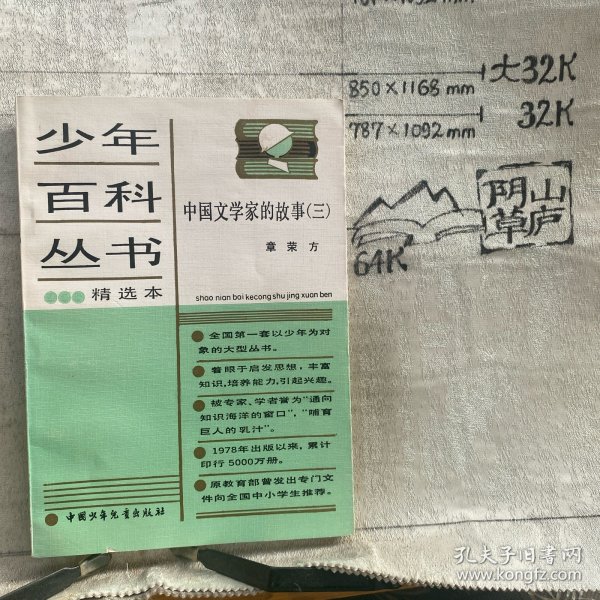 少年
百科
丛书
精选本
中国文学家的故事(三)
章荣方
shao nian bai kecong shu jing xuan ben
全国第一套以少年为对
象的大型丛书。
着眼于启发思想，丰富
知识,培养能力,引起兴趣。
被专家、学者誉为“通向
知识海洋的窗口”，“哺育
巨人的乳汁”。
1978年出版以来，累计
印行5000万册。
原教育部曾发出专门文
件向全国中小学生推荐。
中国少年儿童出版社
850×1168mm 大32K
787×1092mm 32K
64K
阴山
草庐
孔夫子旧书网
www.kongfz.com